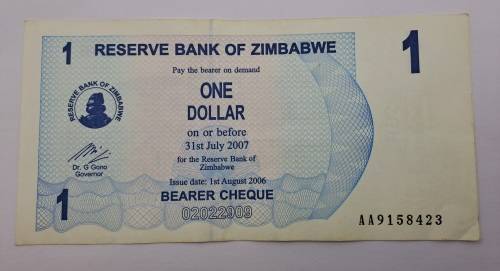 1 RESERVE BANK OF ZIMBABWE 1
Pay the bearer on demand
ONE
DOLLAR
RESERVE BANK OF ZIMBABWE
on or before
31st July 2007
for the Reserve Bank of
Zimbabwe
Dr. G Gono
Governor
Issue date: 1st August 2006
1 BEARER CHEQUE
02022909
AA9158423